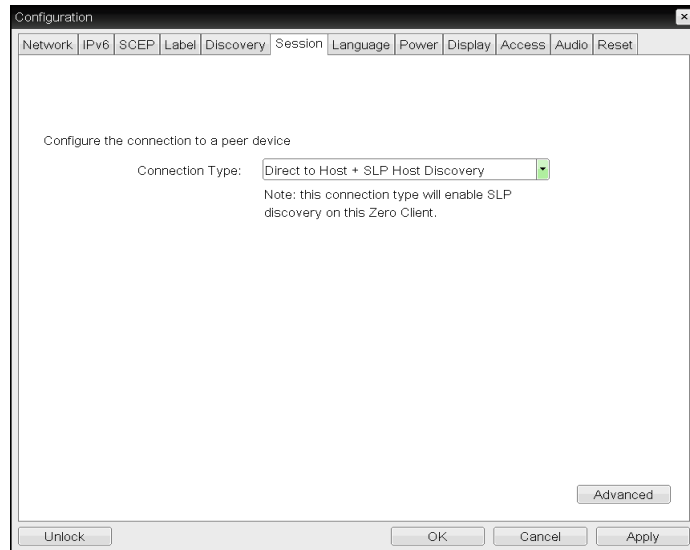 Configuration
Network IPv6 SCEP Label Discovery Session Language Power Display Access Audio Reset
Configure the connection to a peer device
Connection Type: Direct to Host + SLP Host Discovery
Note: this connection type will enable SLP
discovery on this Zero Client.
Advanced
Unlock OK Cancel Apply